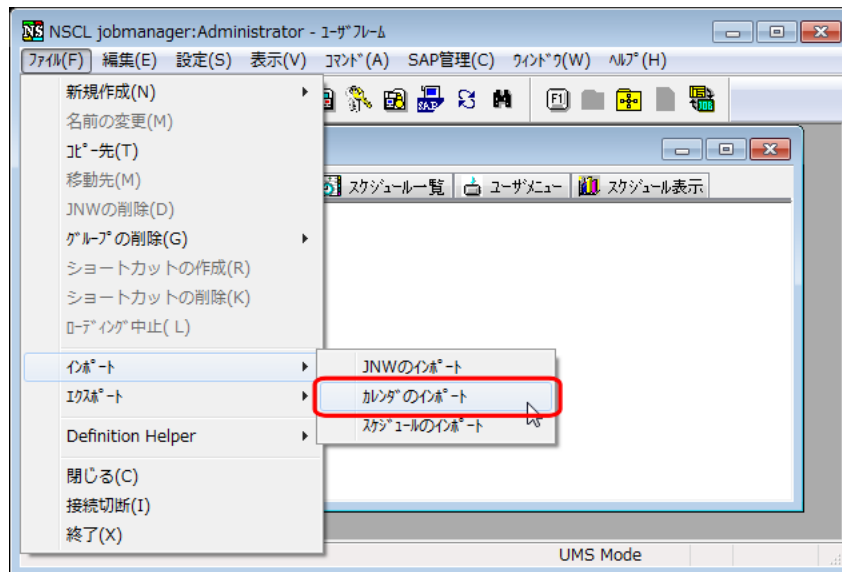 NS NSCL jobmanager:Administrator - ﾕｰｻﾞﾌﾚｰﾑ
ﾌｧｲﾙ(F) 編集(E) 設定(S) 表示(V) ｺﾏﾝﾄﾞ(A) SAP管理(C) ｳｨﾝﾄﾞｳ(W) ﾍﾙﾌﾟ(H)
新規作成(N)
名前の変更(M)
ｺﾋﾟｰ先(T)
移動先(M)
JNWの削除(D)
ｸﾞﾙｰﾌﾟの削除(G)
ショートカットの作成(R)
ショートカットの削除(K)
ﾛｰﾃﾞｨﾝｸﾞ中止( L)
ｲﾝﾎﾟｰﾄ
ｴｸｽﾎﾟｰﾄ
Definition Helper
閉じる(C)
接続切断(I)
終了(X)
SAP
F1
JOB
スケジュール一覧 ユーザメニュー スケジュール表示
JNWのｲﾝﾎﾟｰﾄ
ｶﾚﾝﾀﾞのｲﾝﾎﾟｰﾄ
ｽｹｼﾞｭｰﾙのｲﾝﾎﾟｰﾄ
UMS Mode